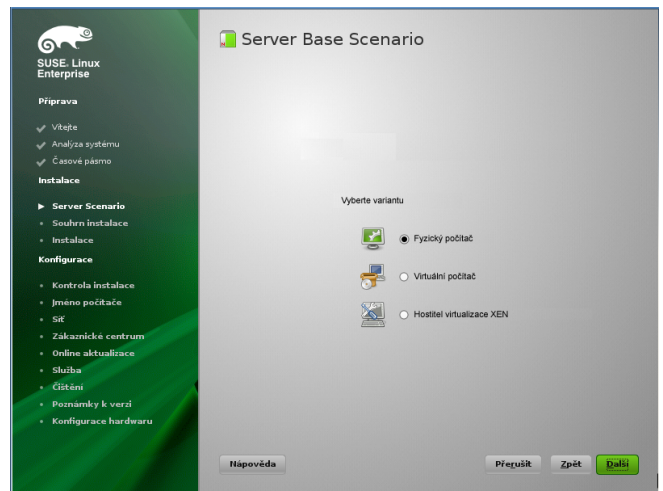 SUSE Linux
Enterprise
Příprava
Vítejte
Analýza systému
Časové pásmo
Instalace
Server Scenario
Souhrn instalace
Instalace
Konfigurace
Kontrola instalace
Jméno počítače
Síť
Zákaznické centrum
Online aktualizace
Služba
Čištění
Poznámky k verzi
Konfigurace hardwaru
Server Base Scenario
Vyberte variantu
Fyzický počítač
Virtuální počítač
Hostitel virtualizace XEN
Nápověda
Přerušit
Zpět
Další